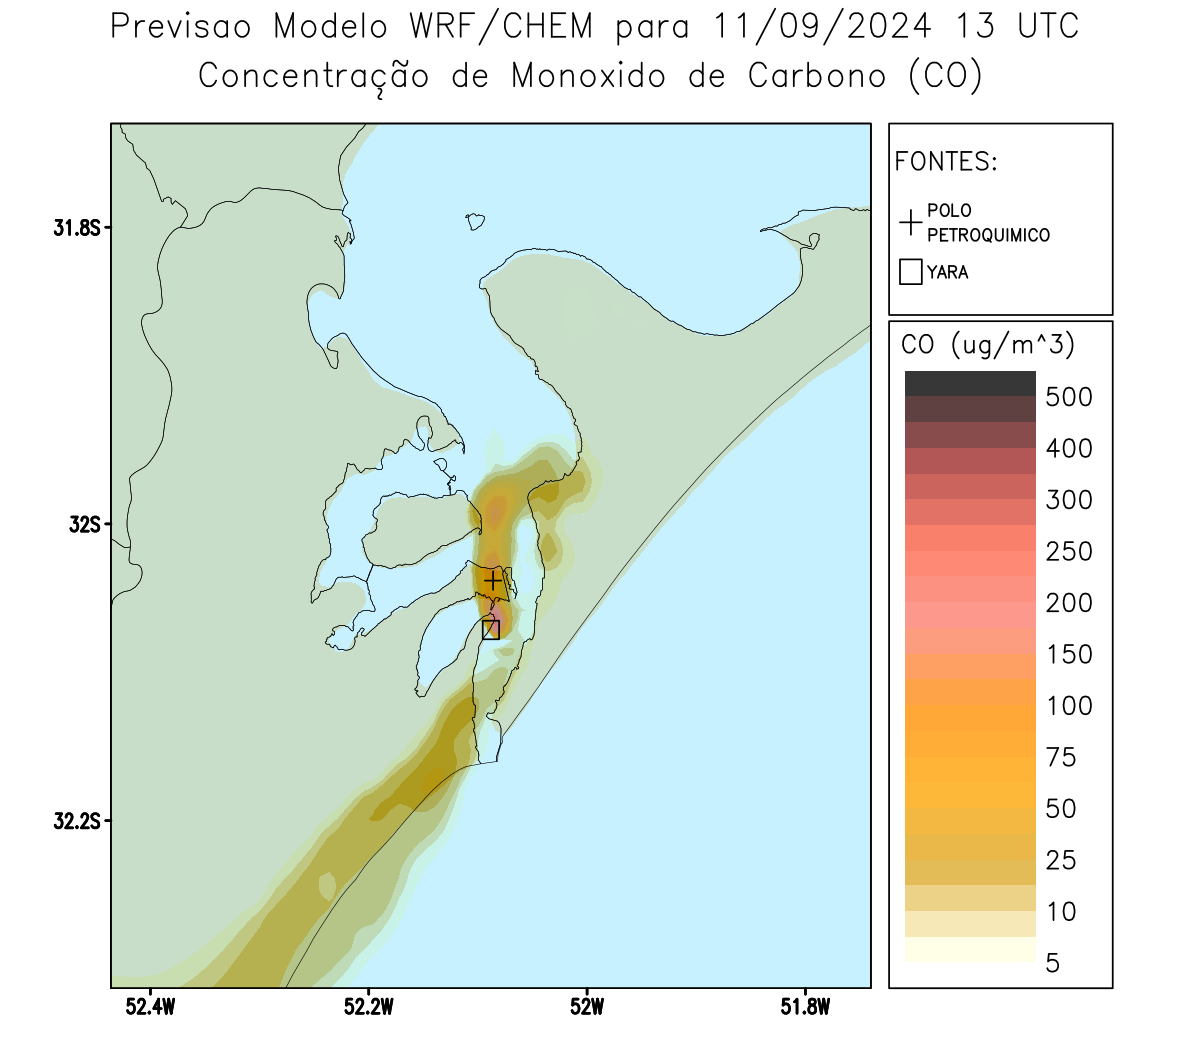 Previsao Modelo WRF/CHEM para 11/09/2024 13 UTC
Concentração de Monoxido de Carbono (CO)
FONTES:
POLO
PETROQUIMICO
YARA
CO (ug/m^3)
500
400
300
250
200
150
100
75
50
25
10
5
31.8S
32S
32.2S
52.4W
52.2W
52W
51.8W